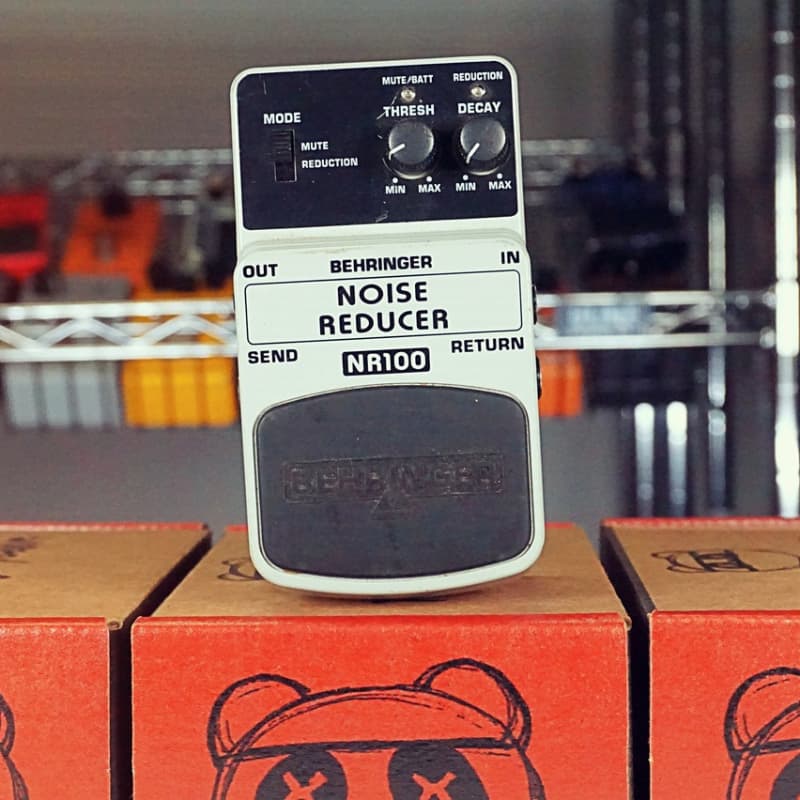 MUTE/BATT REDUCTION
THRESH DECAY
MODE
MUTE
REDUCTION
MIN MAX MIN MAX
OUT BEHRINGER IN
NOISE
REDUCER
SEND RETURN
NR100
BEHRINGER